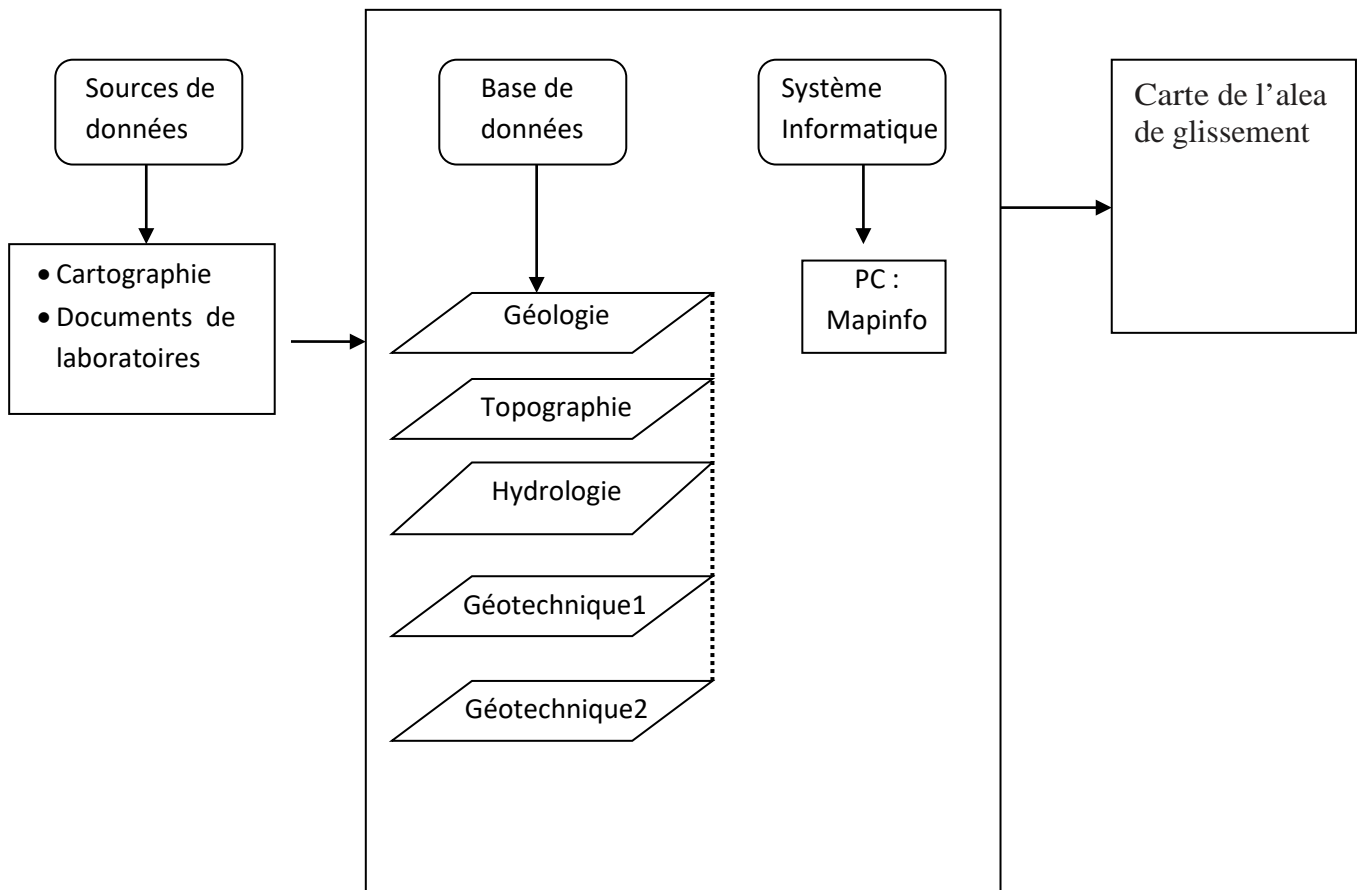 Sources de
données
• Cartographie
• Documents de
laboratoires
Base de
données
Géologie
Topographie
Hydrologie
Géotechnique1
Géotechnique2
Système
Informatique
PC :
Mapinfo
Carte de l’alea
de glissement